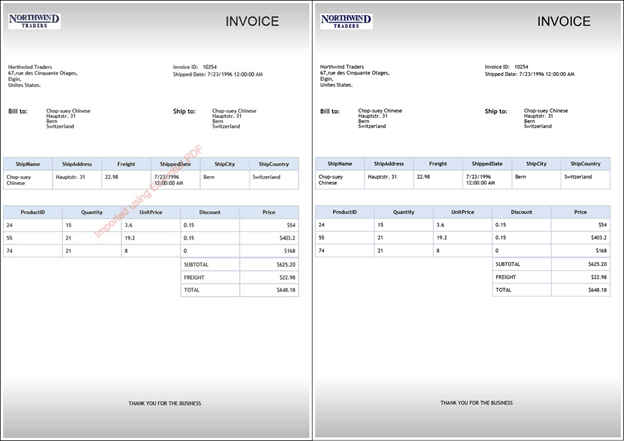 NORTHWIND
TRADERS
INVOICE
Northwind Traders
67,rue des Cinquante Otages,
Elgin,
Unites States.
Invoice ID: 10254
Shipped Date: 7/23/1996 12:00:00 AM
Bill to:
Chop-suey Chinese
Hauptstr. 31
Bern
Switzerland
Ship to:
Chop-suey Chinese
Hauptstr. 31
Bern
Switzerland
ShipName ShipAddress Freight ShippedDate ShipCity ShipCountry
Chop-suey Chinese Hauptstr. 31 22.98 7/23/1996 12:00:00 AM Bern Switzerland
ProductID Quantity UnitPrice Discount Price
24 15 3.6 0.15 $54
55 21 19.2 0.15 $403.2
74 21 8 0 $168
SUBTOTAL $625.20
FREIGHT $22.98
TOTAL $648.18
THANK YOU FOR THE BUSINESS
NORTHWIND
TRADERS
INVOICE
Northwind Traders
67,rue des Cinquante Otages,
Elgin,
Unites States.
Invoice ID: 10254
Shipped Date: 7/23/1996 12:00:00 AM
Bill to:
Chop-suey Chinese
Hauptstr. 31
Bern
Switzerland
Ship to:
Chop-suey Chinese
Hauptstr. 31
Bern
Switzerland
ShipName ShipAddress Freight ShippedDate ShipCity ShipCountry
Chop-suey Chinese Hauptstr. 31 22.98 7/23/1996 12:00:00 AM Bern Switzerland
ProductID Quantity UnitPrice Discount Price
24 15 3.6 0.15 $54
55 21 19.2 0.15 $403.2
74 21 8 0 $168
SUBTOTAL $625.20
FREIGHT $22.98
TOTAL $648.18
THANK YOU FOR THE BUSINESS
Imported using
PDF